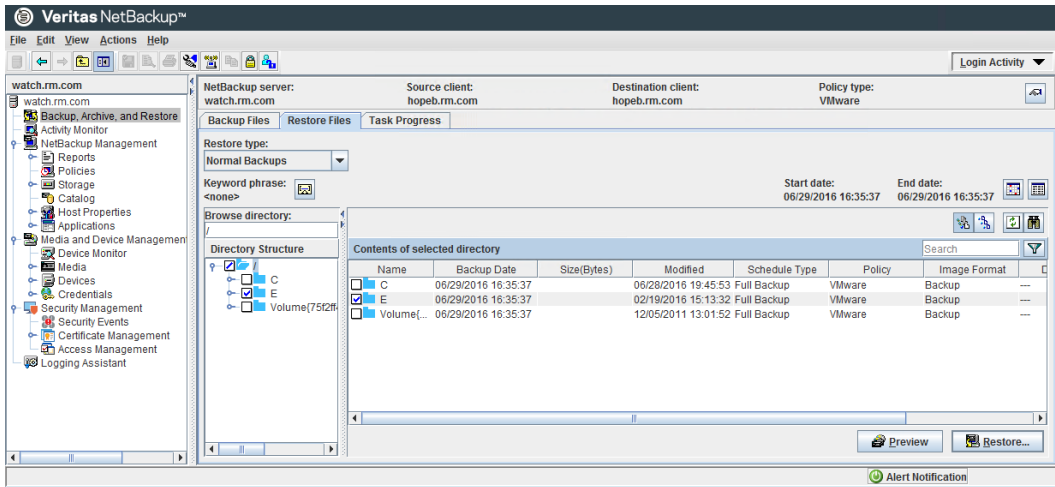 Veritas NetBackup™
File Edit View Actions Help
Login Activity
watch.rm.com
watch.rm.com
Backup, Archive, and Restore
Activity Monitor
NetBackup Management
Reports
Policies
Storage
Catalog
Host Properties
Applications
Media and Device Managemen
Device Monitor
Media
Devices
Credentials
Security Management
Security Events
Certificate Management
Access Management
Logging Assistant
NetBackup server: Source client: Destination client: Policy type:
watch.rm.com hopeb.rm.com hopeb.rm.com VMware
Backup Files Restore Files Task Progress
Restore type:
Normal Backups
Keyword phrase:
<none>
Start date: End date:
06/29/2016 16:35:37 06/29/2016 16:35:37
Browse directory:
/
Directory Structure
/
C
E
Volume{75f2ff
Contents of selected directory
Search
Name Backup Date Size(Bytes) Modified Schedule Type Policy Image Format D
C 06/29/2016 16:35:37 06/28/2016 19:45:53 Full Backup VMware Backup ---
E 06/29/2016 16:35:37 02/19/2016 15:13:32 Full Backup VMware Backup ---
Volume{... 06/29/2016 16:35:37 12/05/2011 13:01:52 Full Backup VMware Backup ---
Preview Restore...
Alert Notification